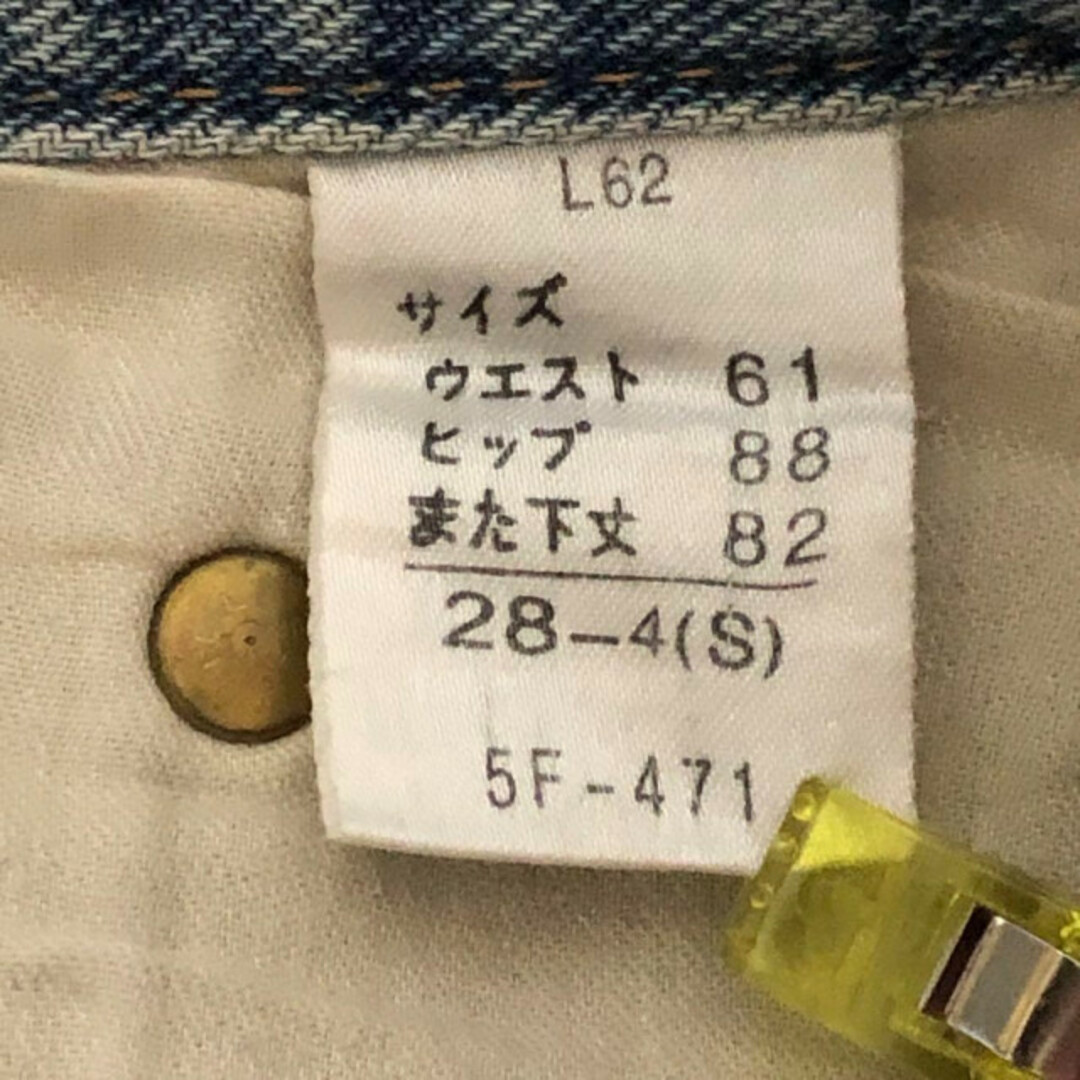 L62
サイズ
ウエスト 61
ヒップ 88
また下丈 82
28-4(S)
5F-471